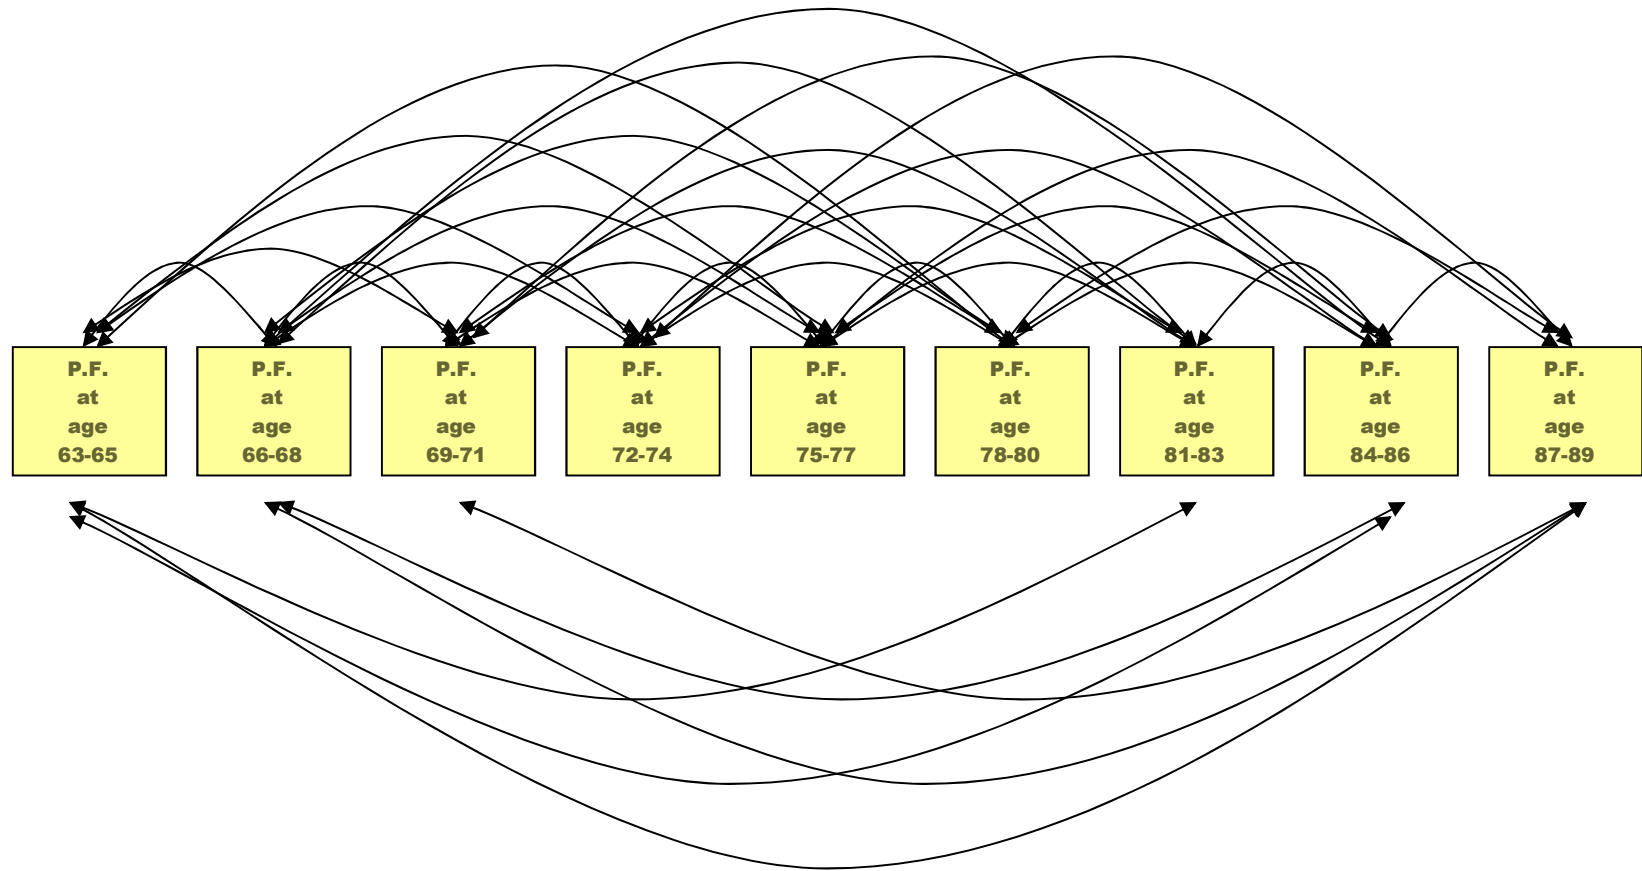 P.F.
at
age
63-65
P.F.
at
age
66-68
P.F.
at
age
69-71
P.F.
at
age
72-74
P.F.
at
age
75-77
P.F.
at
age
78-80
P.F.
at
age
81-83
P.F.
at
age
84-86
P.F.
at
age
87-89